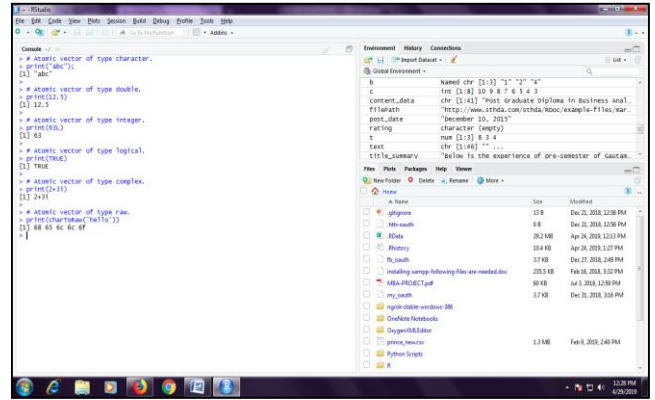 RStudio
File Edit Code View Plots Session Build Debug Profile Tools Help
Go to file/function Addins
Console ~/
> # Atomic vector of type character.
> print("abc");
[1] "abc"
>
> # Atomic vector of type double.
> print(12.5)
[1] 12.5
>
> # Atomic vector of type integer.
> print(63L)
[1] 63
>
> # Atomic vector of type logical.
> print(TRUE)
[1] TRUE
>
> # Atomic vector of type complex.
> print(2+3i)
[1] 2+3i
>
> # Atomic vector of type raw.
> print(charToRaw('hello'))
[1] 68 65 6c 6c 6f
>
Environment History Connections
Import Dataset List
Global Environment
b Named chr [1:3] "1" "2" "4"
c int [1:8] 10 9 8 7 6 5 4 3
content_data chr [1:41] "Post Graduate Diploma in Business Anal…
filePath "http://www.sthda.com/sthda/RDoc/example-files/mar…
post_date "December 10, 2015"
rating character (empty)
t num [1:3] 8 3 4
text chr [1:46] "" ...
title_summary "Below is the experience of pre-semester of Gautam…
Files Plots Packages Help Viewer
New Folder Delete Rename More
Home
Name Size Modified
.gitignore 13 B Dec 21, 2018, 12:56 PM
.httr-oauth 0 B Dec 21, 2018, 12:56 PM
.RData 29.2 MB Apr 24, 2019, 12:13 PM
.Rhistory 10.4 KB Apr 24, 2019, 1:27 PM
fb_oauth 3.7 KB Dec 27, 2018, 2:49 PM
installing-xampp-following-files-are-needed.doc 235.5 KB Feb 16, 2018, 3:32 PM
MBA-PROJECT.pdf 60 KB Jul 3, 2018, 12:59 PM
my_oauth 3.7 KB Dec 31, 2018, 3:16 PM
ngrok-stable-windows-386
OneNote Notebooks
OxygenXMLEditor
prince_new.csv 1.3 MB Feb 9, 2019, 2:40 PM
Python Scripts
R
12:28 PM
4/29/2019